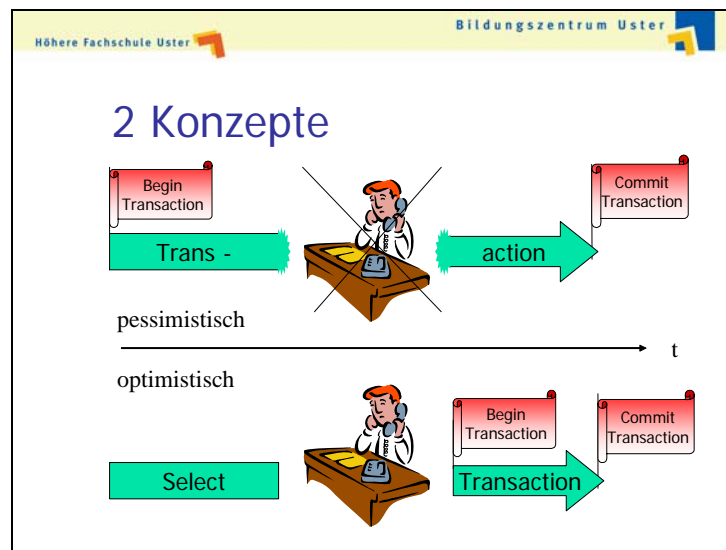 Höhere Fachschule Uster
Bildungszentrum Uster
2 Konzepte
Begin
Transaction
Commit
Transaction
Trans -
action
pessimistisch
t
optimistisch
Begin
Transaction
Commit
Transaction
Select
Transaction